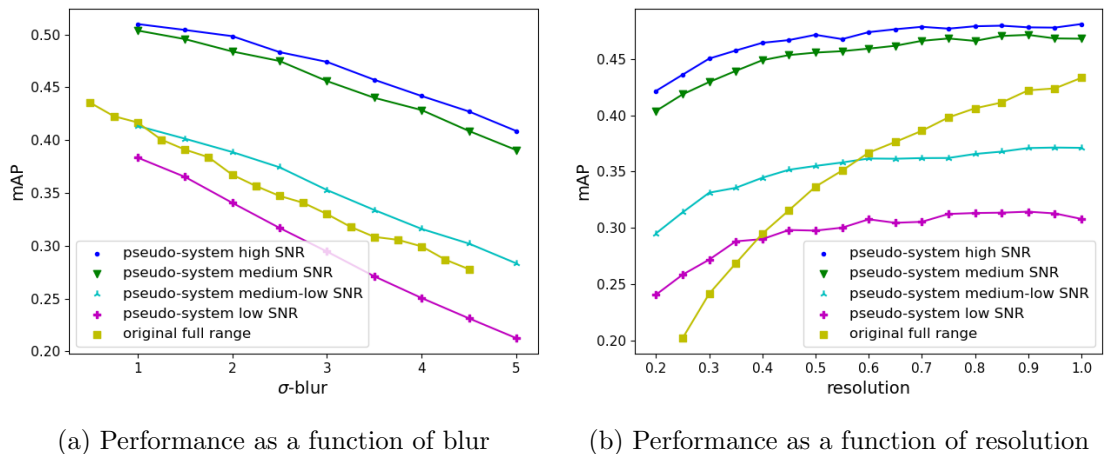 0.50
0.45
0.40
0.35
0.30
0.25
0.20
mAP
pseudo-system high SNR
pseudo-system medium SNR
pseudo-system medium-low SNR
pseudo-system low SNR
original full range
1 2 3 4 5
σ-blur
(a) Performance as a function of blur
0.45
0.40
0.35
0.30
0.25
0.20
mAP
pseudo-system high SNR
pseudo-system medium SNR
pseudo-system medium-low SNR
pseudo-system low SNR
original full range
0.2 0.3 0.4 0.5 0.6 0.7 0.8 0.9 1.0
resolution
(b) Performance as a function of resolution